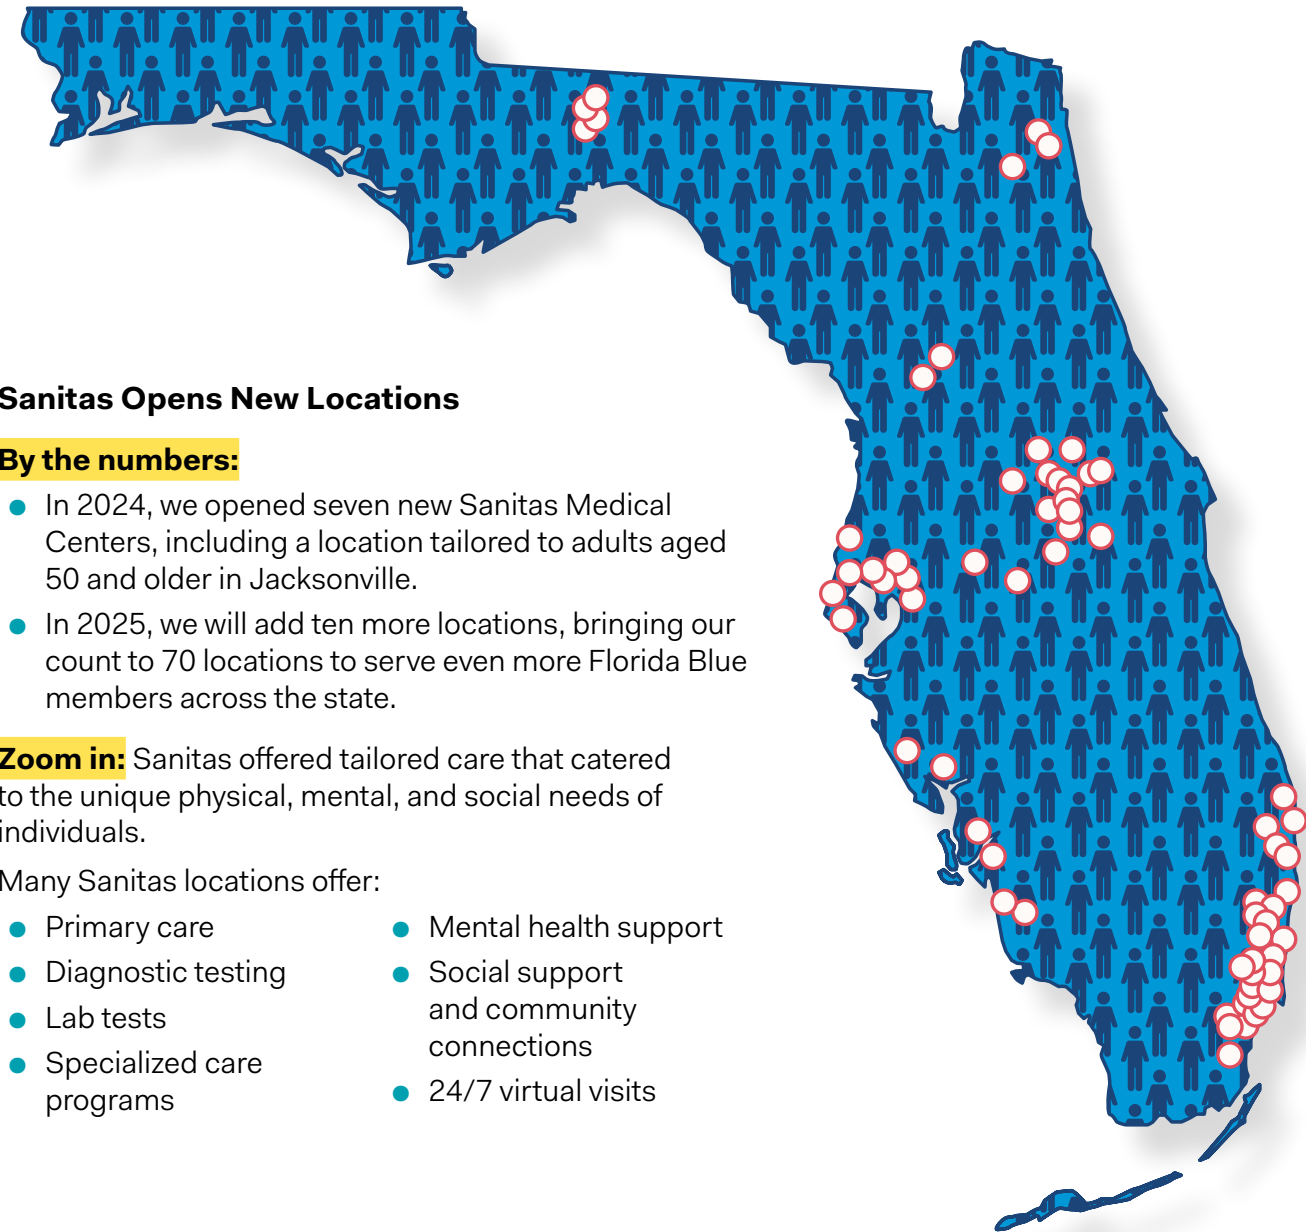 Sanitas Opens New Locations
By the numbers:
In 2024, we opened seven new Sanitas Medical
Centers, including a location tailored to adults aged
50 and older in Jacksonville.
In 2025, we will add ten more locations, bringing our
count to 70 locations to serve even more Florida Blue
members across the state.
Zoom in: Sanitas offered tailored care that catered
to the unique physical, mental, and social needs of
individuals.
Many Sanitas locations offer:
Primary care
Diagnostic testing
Lab tests
Specialized care
programs
Mental health support
Social support
and community
connections
24/7 virtual visits